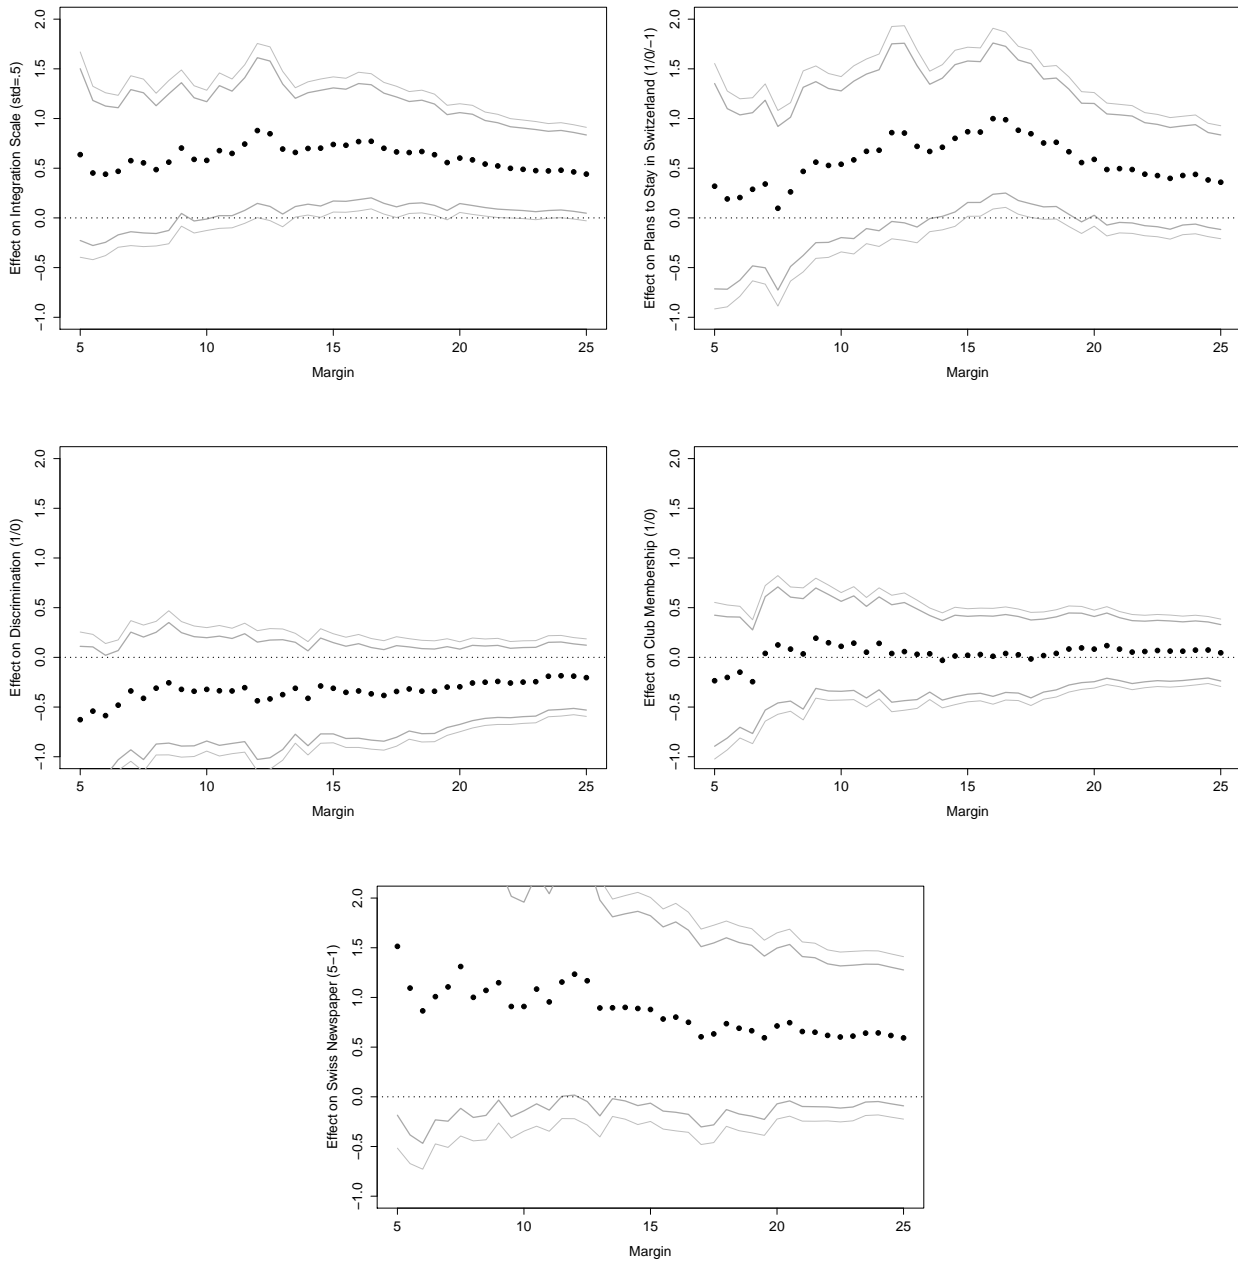 Effect on Integration Scale (std=.5)
2.0
1.5
1.0
0.5
0.0
−0.5
−1.0
5 10 15 20 25
Margin
Effect on Plans to Stay in Switzerland (1/0/−1)
2.0
1.5
1.0
0.5
0.0
−0.5
−1.0
5 10 15 20 25
Margin
Effect on Discrimination (1/0)
2.0
1.5
1.0
0.5
0.0
−0.5
−1.0
5 10 15 20 25
Margin
Effect on Club Membership (1/0)
2.0
1.5
1.0
0.5
0.0
−0.5
−1.0
5 10 15 20 25
Margin
Effect on Swiss Newspaper (5−1)
2.0
1.5
1.0
0.5
0.0
−0.5
−1.0
5 10 15 20 25
Margin